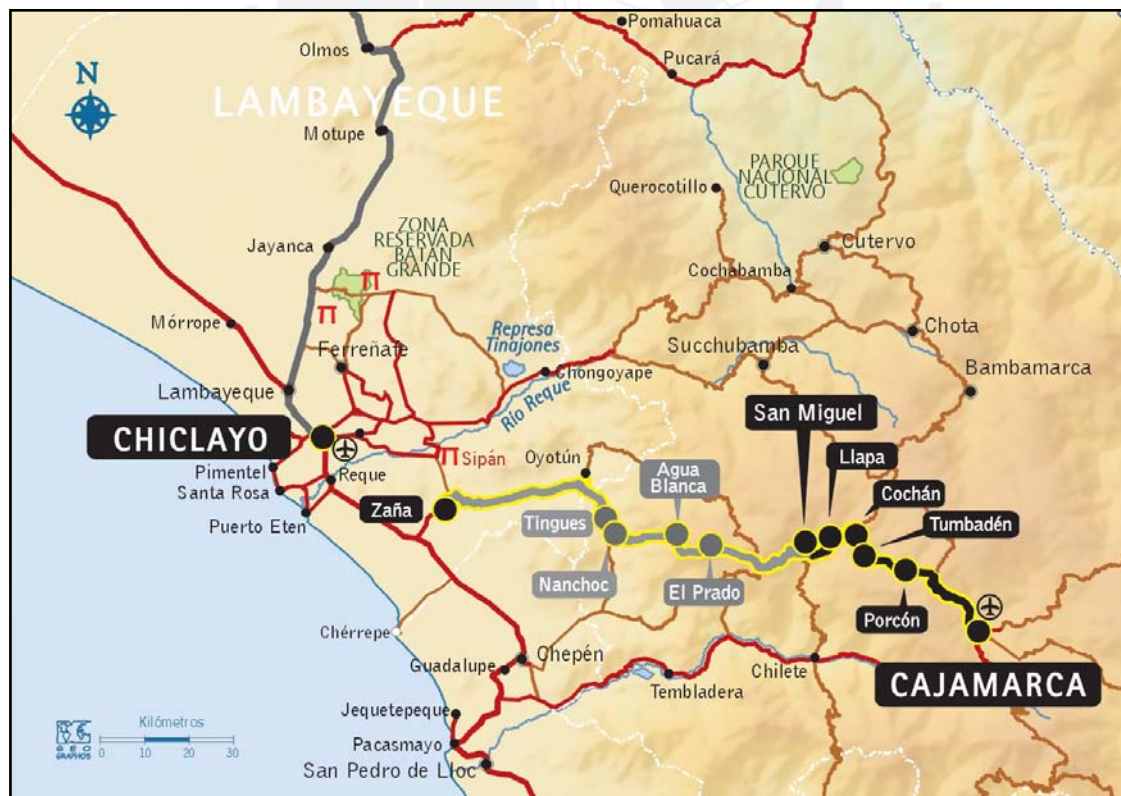 Pomahuaca
Olmos
Pucará
N
LAMBAYEQUE
Motupe
PARQUE
NACIONAL
CUTERVO
Querocotillo
ZONA
RESERVADA
BATAN
GRANDE
Jayanca
Cutervo
Cochabamba
Mórrope
Represa
Tinajones
Chota
Ferreñafe
Succhubamba
Chongoyape
Bambamarca
Lambayeque
Río Reque
San Miguel
CHICLAYO
Llapa
Pimentel
Sipán
Oyotún
Agua
Blanca
Reque
Santa Rosa
Cochán
Zaña
Puerto Eten
Tingues
Tumbadén
Nanchoc
El Prado
Porcón
Chérrepe
Guadalupe
Chepén
Chilete
Tembladera
CAJAMARCA
Jequetepeque
Kilómetros
0 10 20 30
GEO
GRAPHOS
Pacasmayo
San Pedro de Lloc